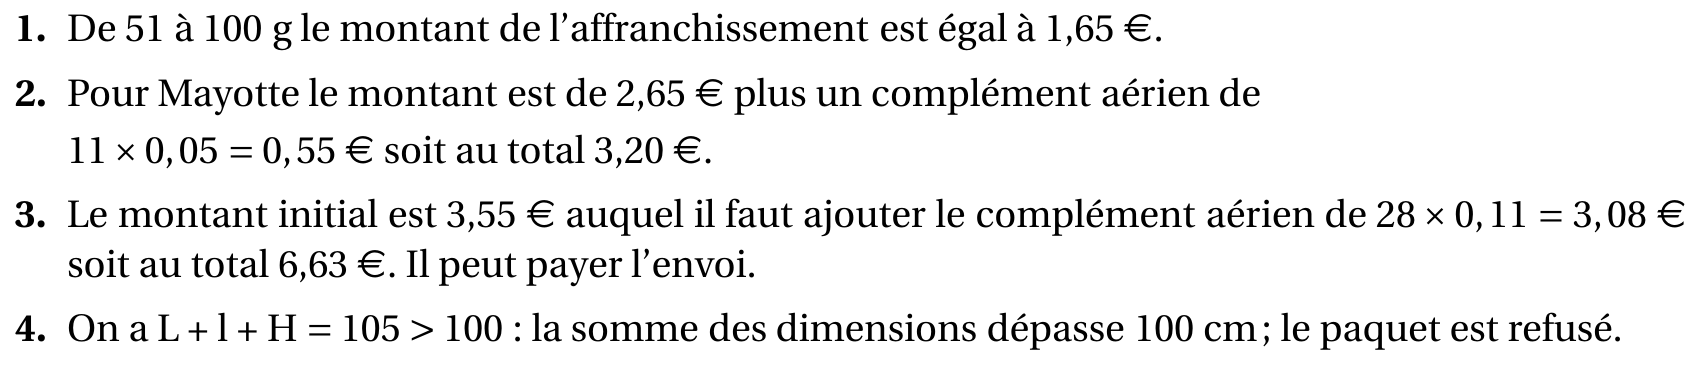 1. De 51 à 100 g le montant de l’affranchissement est égal à 1,65 €.
2. Pour Mayotte le montant est de 2,65 € plus un complément aérien de
11 × 0,05 = 0,55 € soit au total 3,20 €.
3. Le montant initial est 3,55 € auquel il faut ajouter le complément aérien de 28 × 0,11 = 3,08 €
soit au total 6,63 €. Il peut payer l’envoi.
4. On a L + l + H = 105 > 100 : la somme des dimensions dépasse 100 cm ; le paquet est refusé.